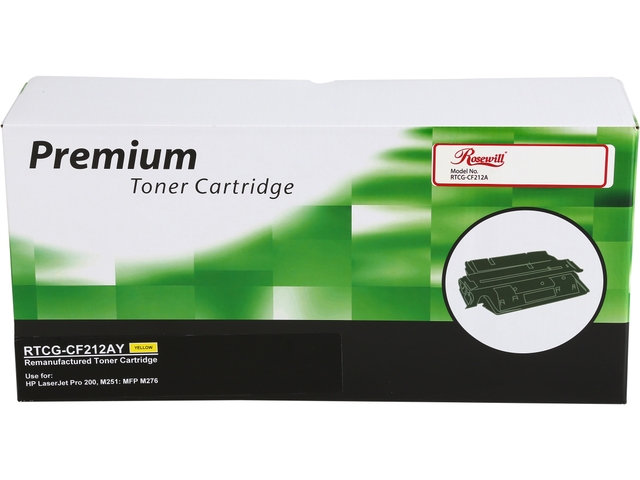 Premium
Toner Cartridge
Rosewill
Model No.
RTCG-CF212A
RTCG-CF212AY YELLOW
Remanufactured Toner Cartridge
Use for:
HP LaserJet Pro 200, M251: MFP M276